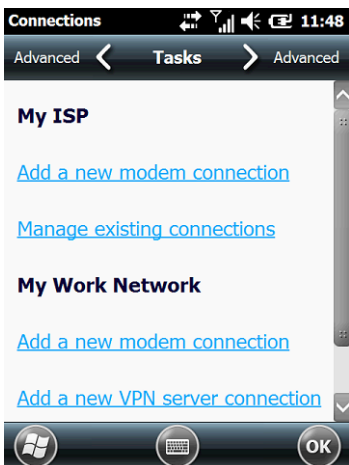 Connections 11:48
Advanced Tasks Advanced
My ISP
Add a new modem connection
Manage existing connections
My Work Network
Add a new modem connection
Add a new VPN server connection
OK